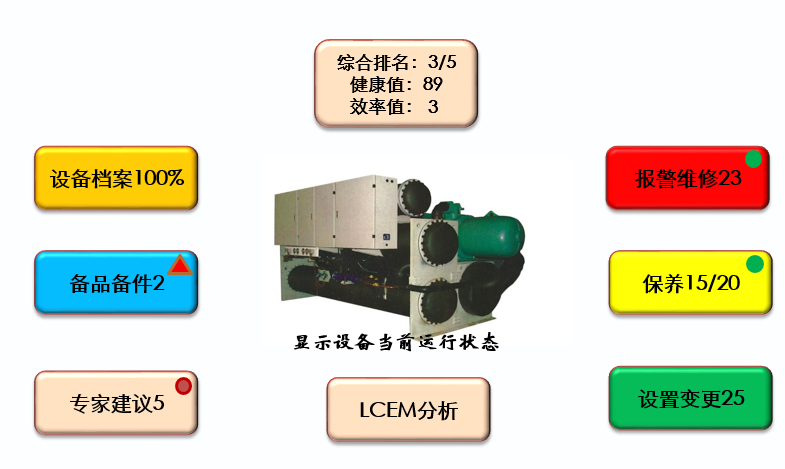 综合排名：3/5
健康值：89
效率值： 3
设备档案100%
报警维修23
备品备件2
保养15/20
显示设备当前运行状态
专家建议5
LCEM分析
设置变更25